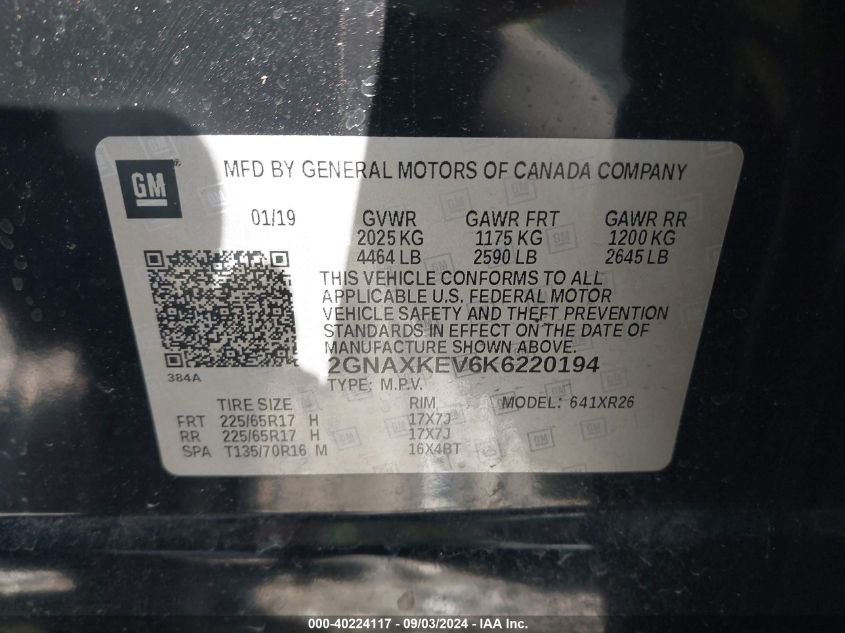 GM®
MFD BY GENERAL MOTORS OF CANADA COMPANY
01/19 GVWR GAWR FRT GAWR RR
2025 KG 1175 KG 1200 KG
4464 LB 2590 LB 2645 LB
THIS VEHICLE CONFORMS TO ALL
APPLICABLE U.S. FEDERAL MOTOR
VEHICLE SAFETY AND THEFT PREVENTION
STANDARDS IN EFFECT ON THE DATE OF
MANUFACTURE SHOWN ABOVE.
2GNAXKEV6K6220194
384A
TYPE: M.P.V.
TIRE SIZE RIM MODEL: 641XR26
FRT 225/65R17 H 17X7J
RR 225/65R17 H 17X7J
SPA T135/70R16 M 16X4BT
000-40224117 - 09/03/2024 - IAA Inc.